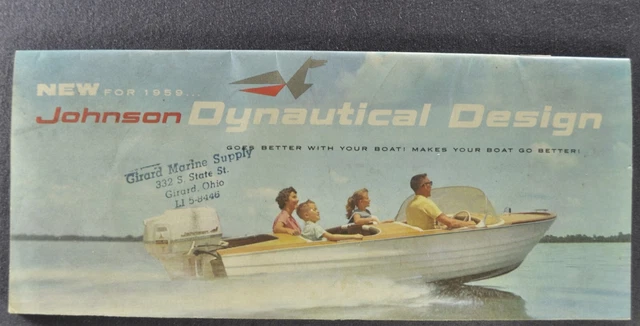 NEW FOR 1959...
Johnson Dynautical Design
GOES BETTER WITH YOUR BOAT! MAKES YOUR BOAT GO BETTER!
Girard Marine Supply
332 S. State St.
Girard, Ohio
LI 5-8446